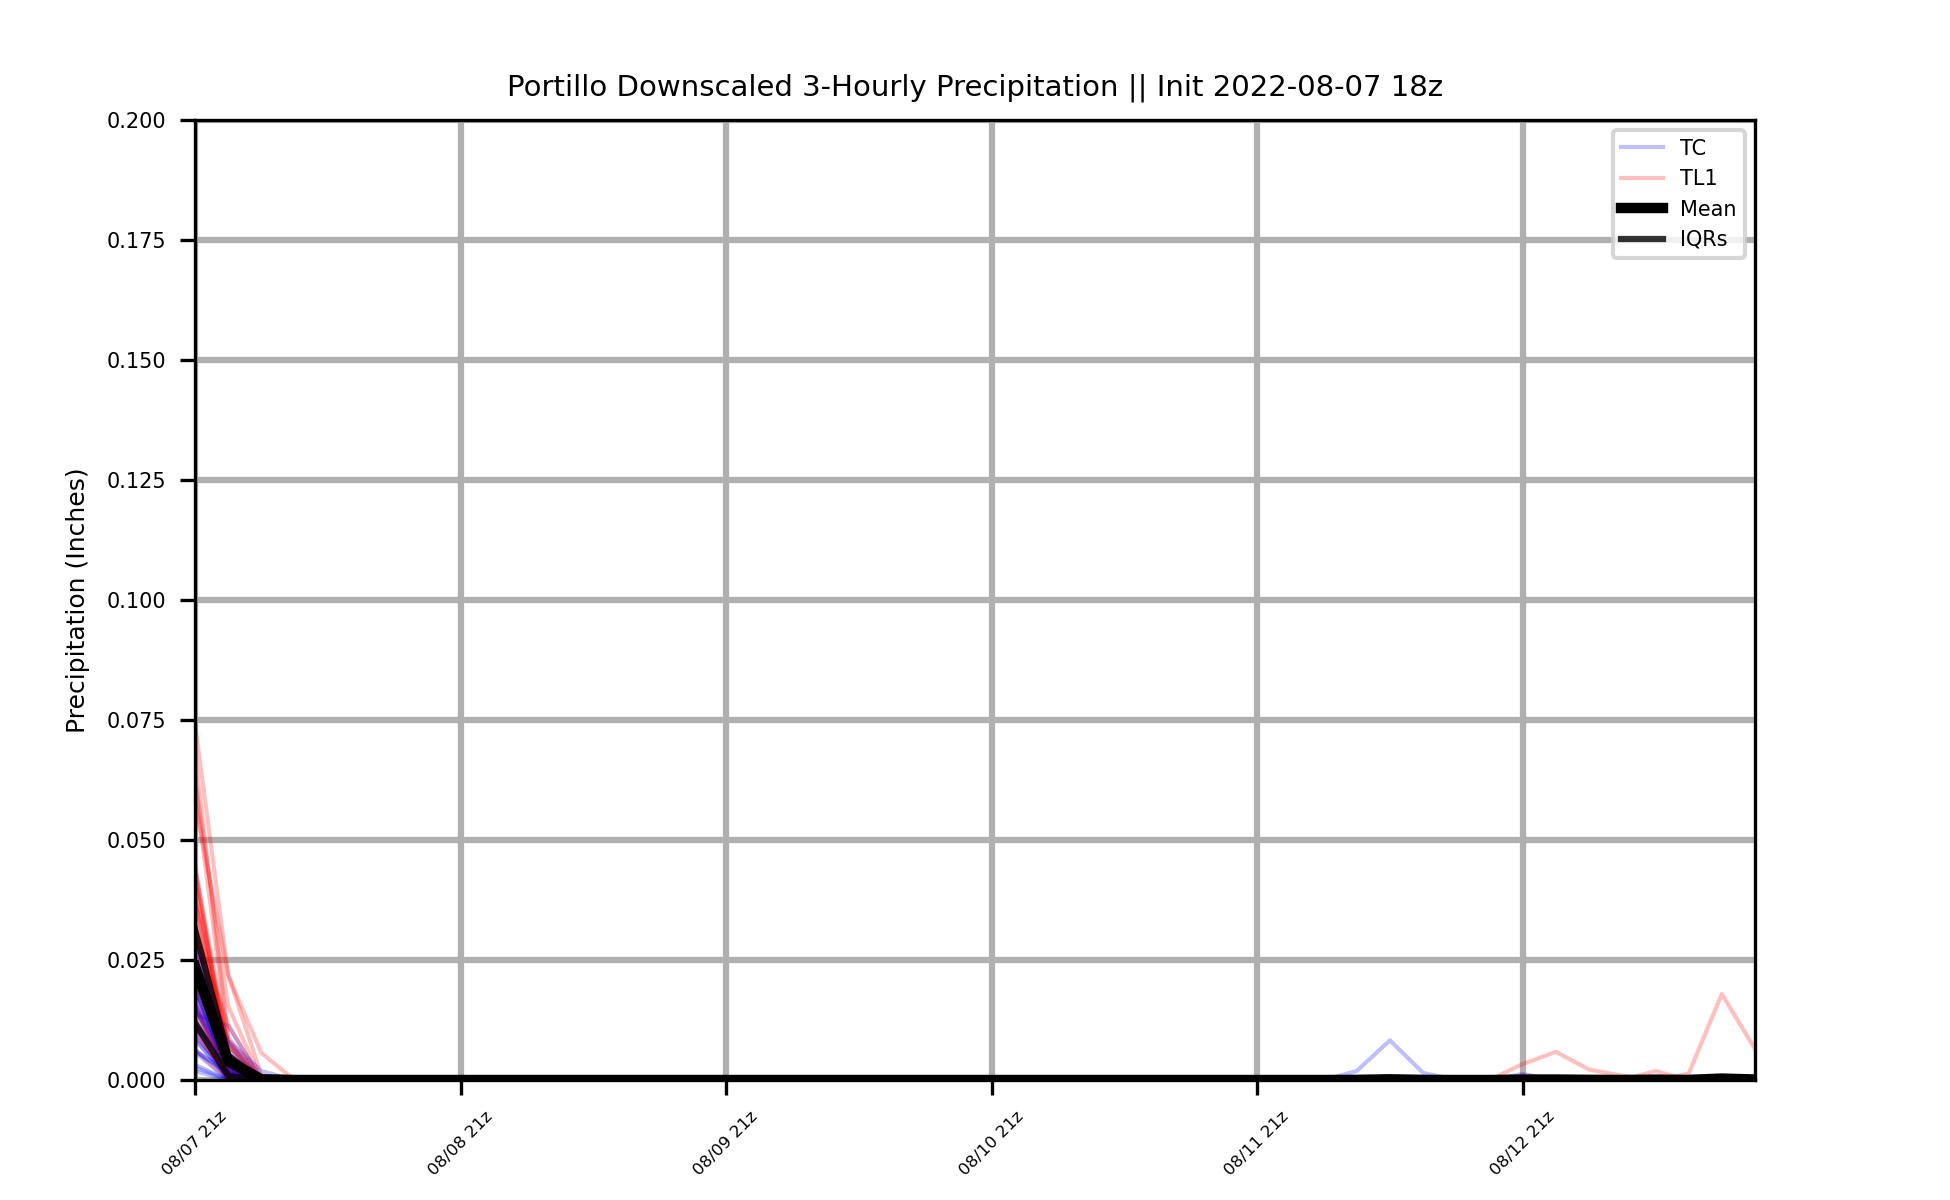 Portillo Downscaled 3-Hourly Precipitation || Init 2022-08-07 18z
0.200
0.175
0.150
0.125
0.100
0.075
0.050
0.025
0.000
Precipitation (Inches)
TC
TL1
Mean
IQRs
08/07 21z
08/08 21z
08/09 21z
08/10 21z
08/11 21z
08/12 21z